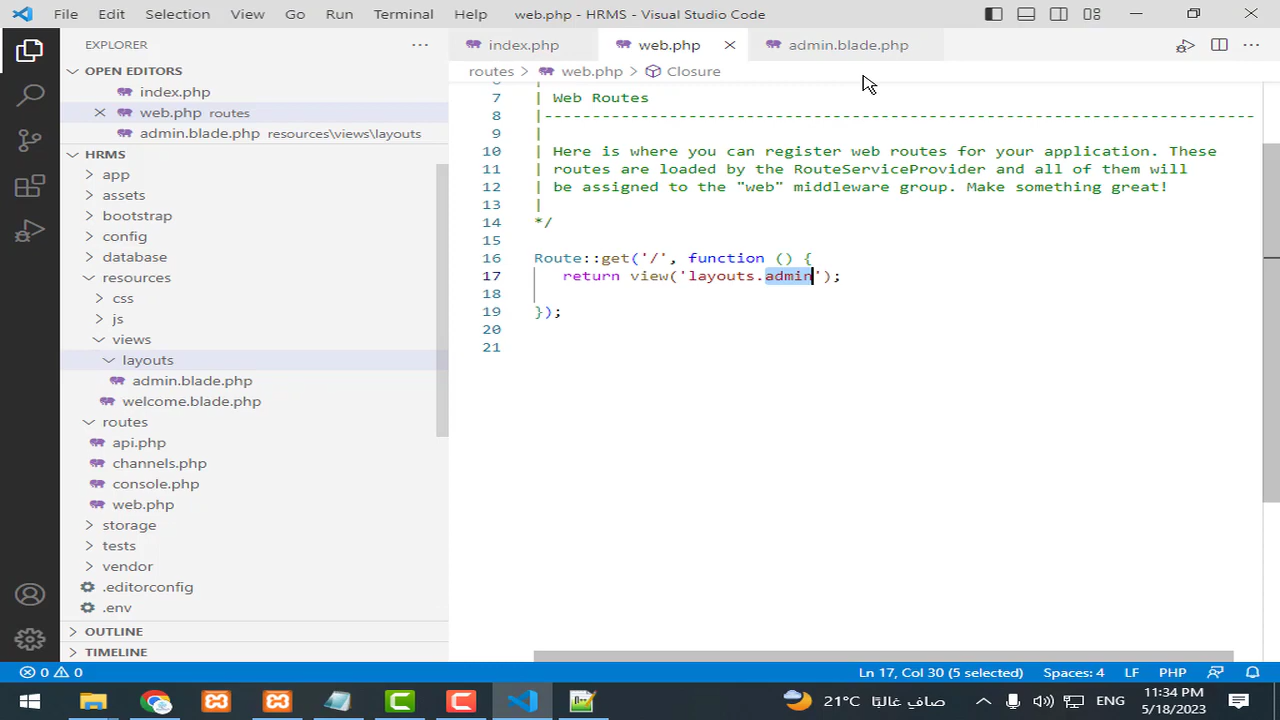 File Edit Selection View Go Run Terminal Help web.php - HRMS - Visual Studio Code
EXPLORER
OPEN EDITORS
index.php
web.php routes
admin.blade.php resources\views\layouts
HRMS
app
assets
bootstrap
config
database
resources
css
js
views
layouts
admin.blade.php
welcome.blade.php
routes
api.php
channels.php
console.php
web.php
storage
tests
vendor
.editorconfig
.env
OUTLINE
TIMELINE
index.php web.php admin.blade.php
routes > web.php > Closure
7 | Web Routes
8 |--------------------------------------------------------------------------
9 |
10 | Here is where you can register web routes for your application. These
11 | routes are loaded by the RouteServiceProvider and all of them will
12 | be assigned to the "web" middleware group. Make something great!
13 |
14 */
15
16 Route::get('/', function () {
17 return view('layouts.admin');
18
19 });
20
21
0 0 Ln 17, Col 30 (5 selected) Spaces: 4 LF PHP
21°C صافٍ غالبًا ENG 11:34 PM
5/18/2023